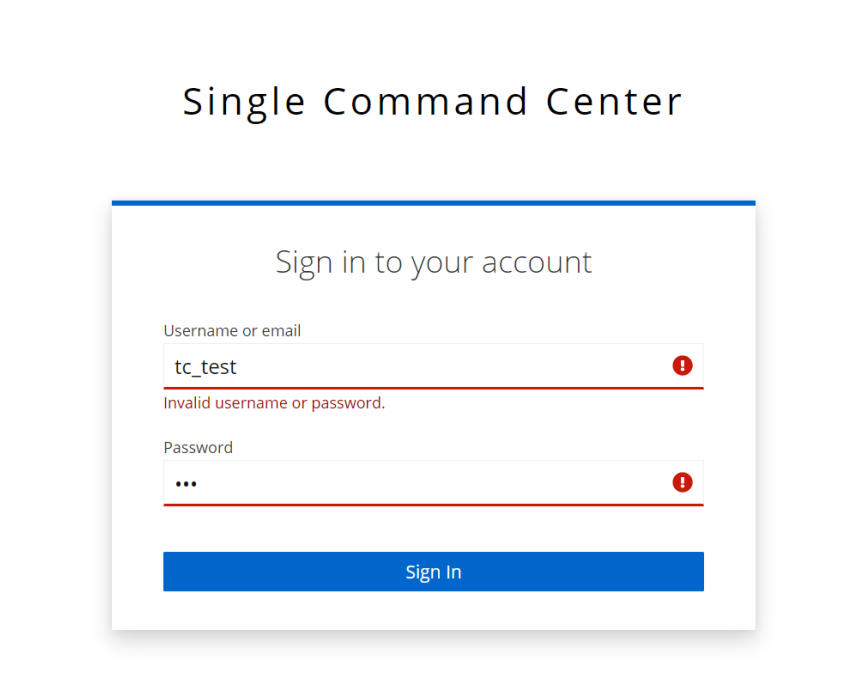 Single Command Center
Sign in to your account
Username or email
tc_test
Invalid username or password.
Password
•••
Sign In